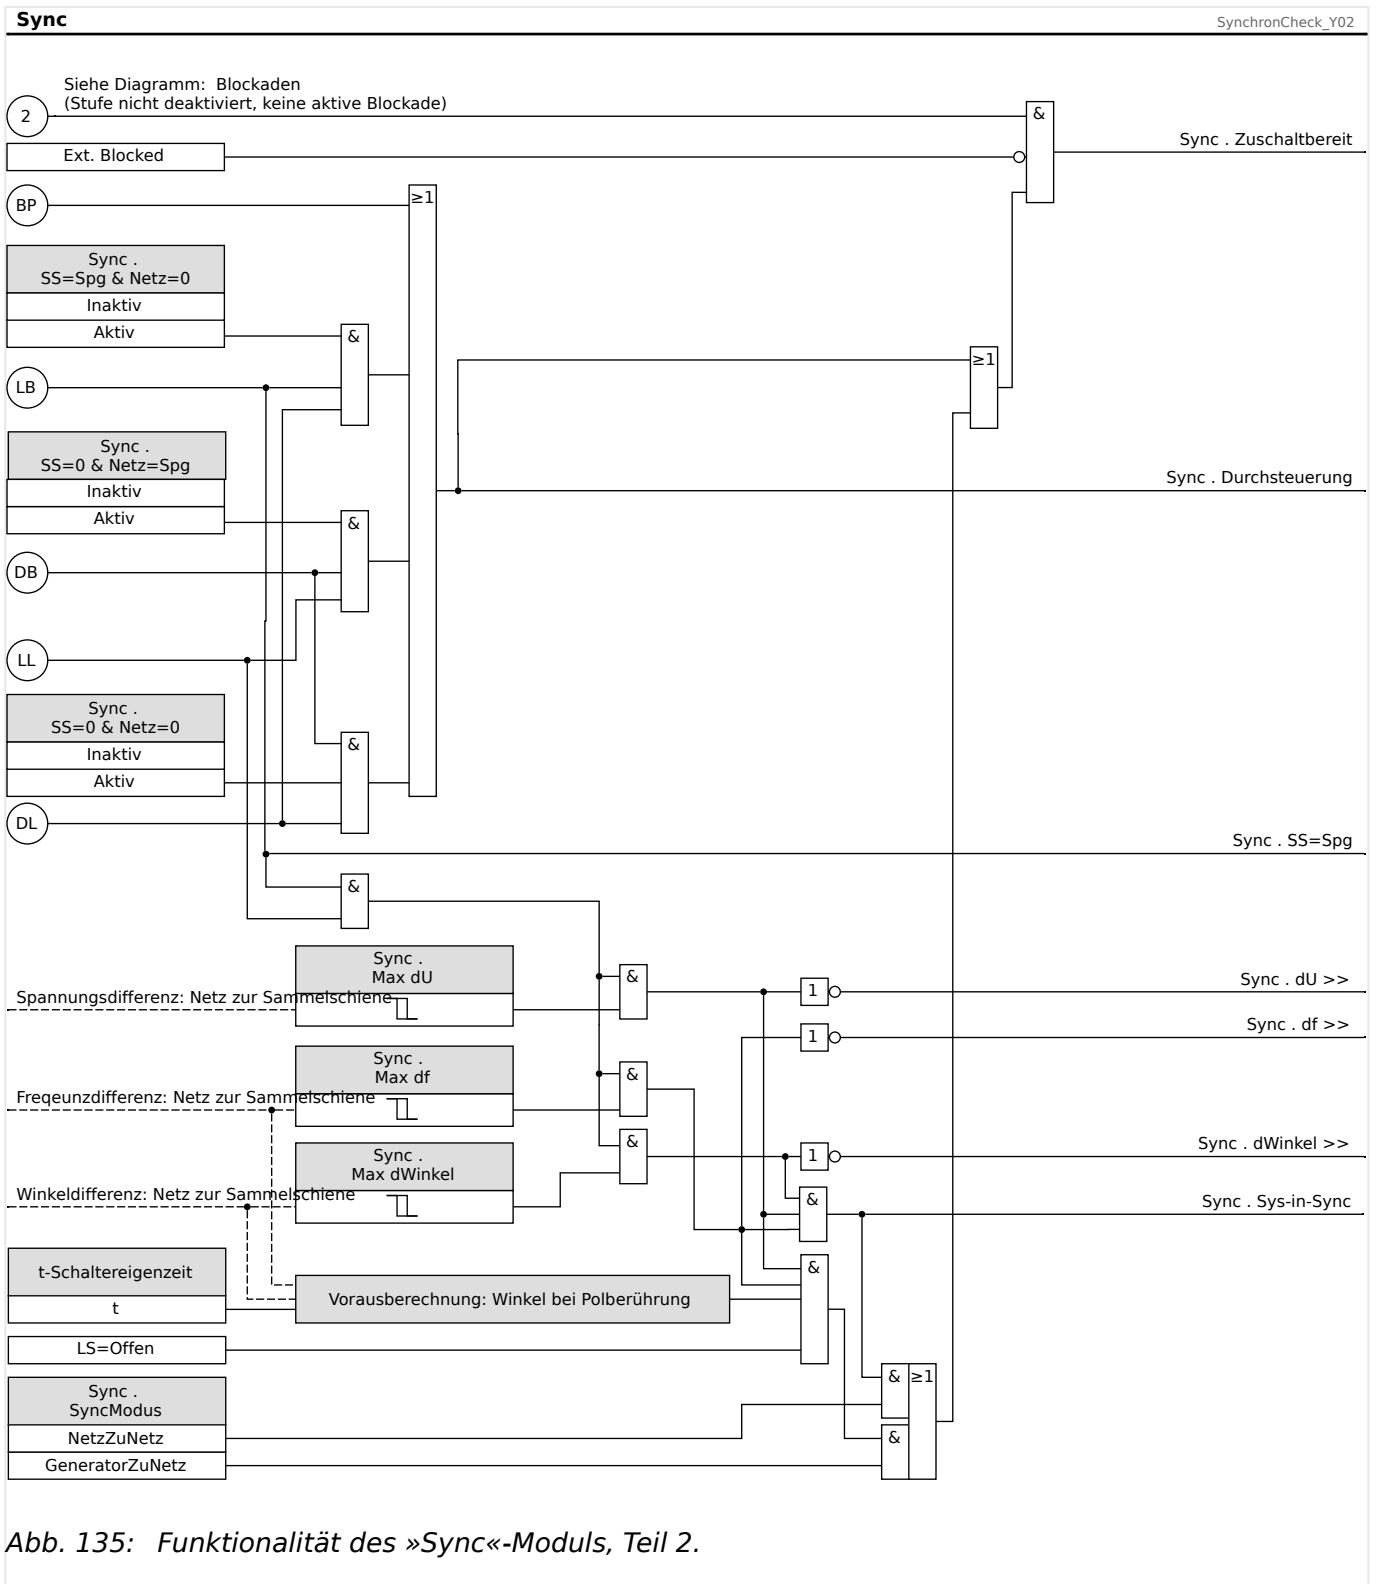 Sync
SynchronCheck_Y02
Siehe Diagramm: Blockaden
(Stufe nicht deaktiviert, keine aktive Blockade)
2
&
Sync . Zuschaltbereit
Ext. Blocked
BP
≥1
Sync .
SS=Spg & Netz=0
Inaktiv
Aktiv
&
≥1
LB
Sync .
SS=0 & Netz=Spg
Inaktiv
Aktiv
&
Sync . Durchsteuerung
DB
LL
Sync .
SS=0 & Netz=0
Inaktiv
Aktiv
&
DL
Sync . SS=Spg
&
Sync .
Max dU
Spannungsdifferenz: Netz zur Sammelschiene
&
1
Sync . dU >>
1
Sync . df >>
Sync .
Max df
Freqeunzdifferenz: Netz zur Sammelschiene
&
&
Sync .
Max dWinkel
Winkeldifferenz: Netz zur Sammelschiene
1
Sync . dWinkel >>
&
Sync . Sys-in-Sync
t-Schaltereigenzeit
t
Vorausberechnung: Winkel bei Polberührung
&
LS=Offen
Sync .
SyncModus
NetzZuNetz
GeneratorZuNetz
&
≥1
&
Abb. 135: Funktionalität des »Sync«-Moduls, Teil 2.